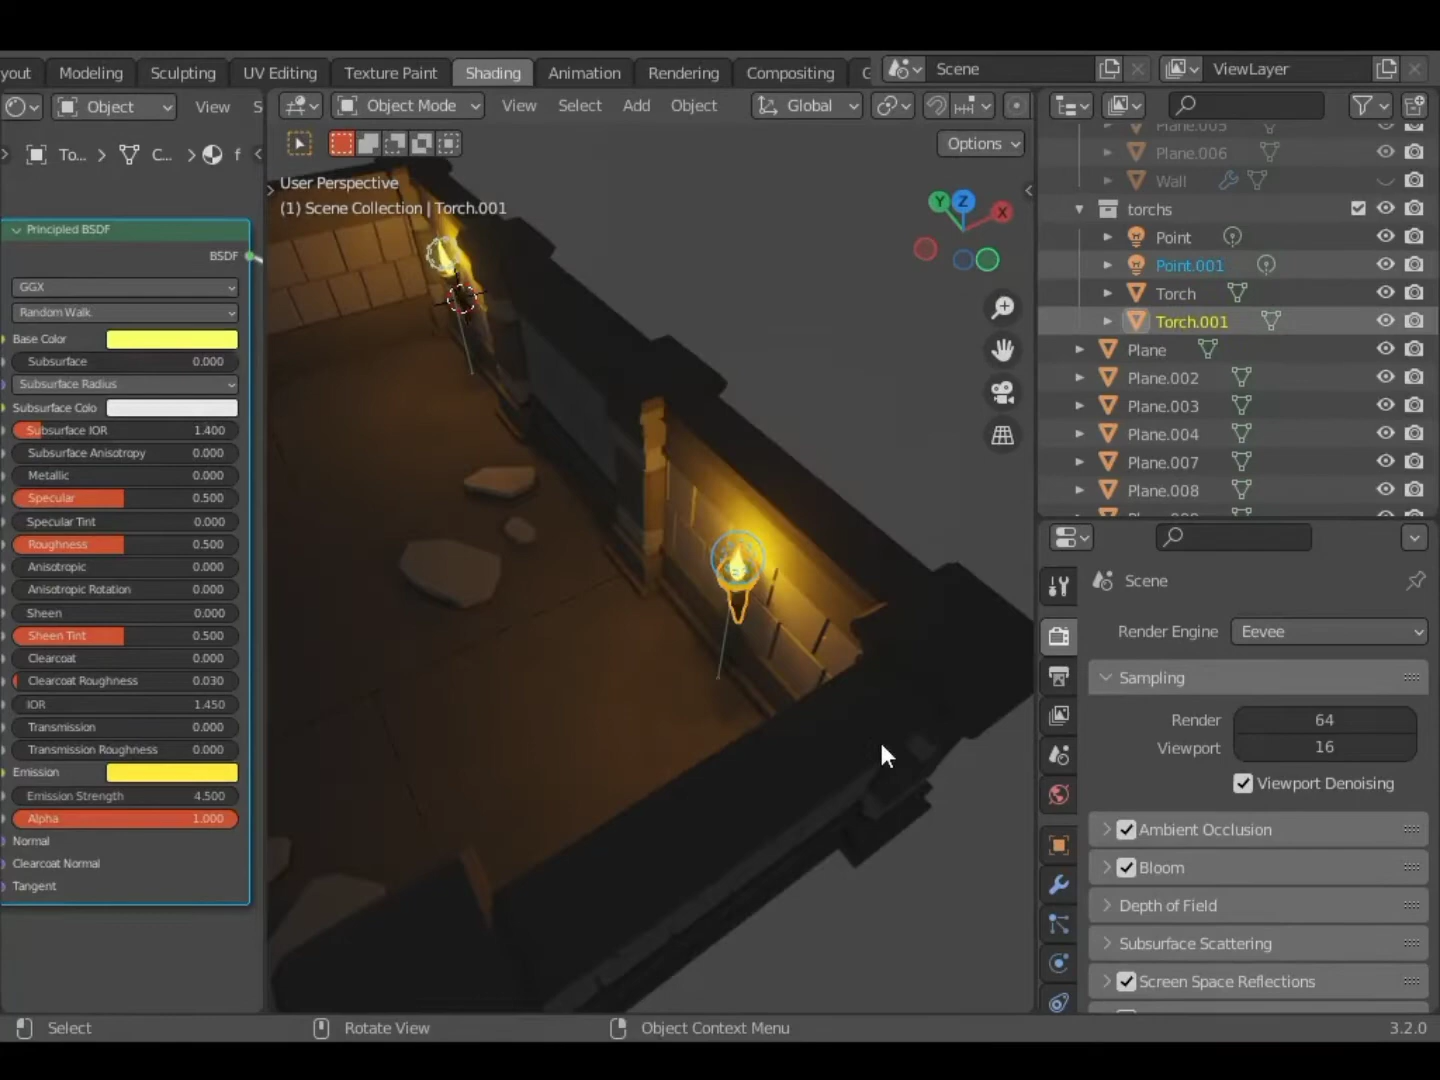 yout Modeling Sculpting UV Editing Texture Paint Shading Animation Rendering Compositing Scene ViewLayer
Object View S
Object Mode View Select Add Object Global
To... C... f
Options
User Perspective
(1) Scene Collection | Torch.001
Y Z X
Principled BSDF
BSDF
GGX
Random Walk
Base Color
Subsurface 0.000
Subsurface Radius
Subsurface Colo
Subsurface IOR 1.400
Subsurface Anisotropy 0.000
Metallic 0.000
Specular 0.500
Specular Tint 0.000
Roughness 0.500
Anisotropic 0.000
Anisotropic Rotation 0.000
Sheen 0.000
Sheen Tint 0.500
Clearcoat 0.000
Clearcoat Roughness 0.030
IOR 1.450
Transmission 0.000
Transmission Roughness 0.000
Emission
Emission Strength 4.500
Alpha 1.000
Normal
Clearcoat Normal
Tangent
Plane.005
Plane.006
Wall
torchs
Point
Point.001
Torch
Torch.001
Plane
Plane.002
Plane.003
Plane.004
Plane.007
Plane.008
Scene
Render Engine Eevee
Sampling
Render 64
Viewport 16
Viewport Denoising
Ambient Occlusion
Bloom
Depth of Field
Subsurface Scattering
Screen Space Reflections
Select Rotate View Object Context Menu 3.2.0